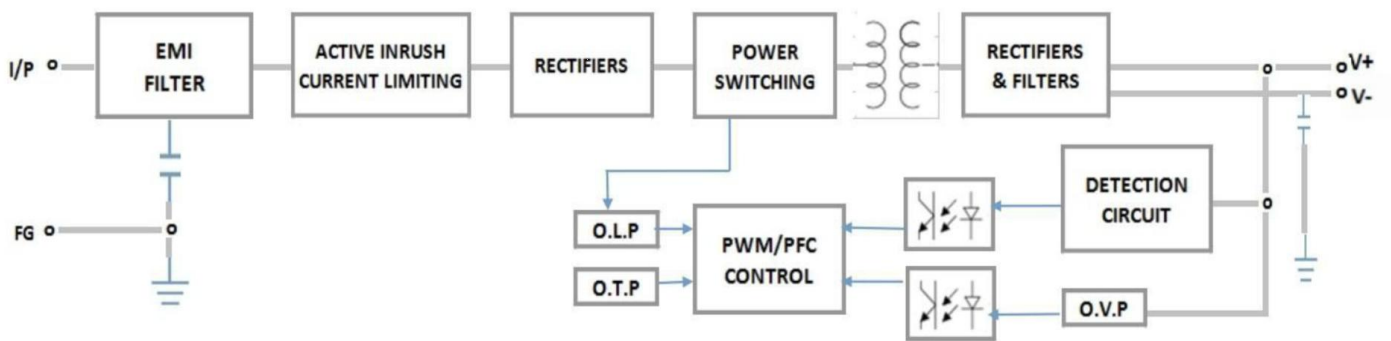 I/P
EMI
FILTER
ACTIVE INRUSH
CURRENT LIMITING
RECTIFIERS
POWER
SWITCHING
RECTIFIERS
& FILTERS
V+
V-
FG
O.L.P
O.T.P
PWM/PFC
CONTROL
DETECTION
CIRCUIT
O.V.P